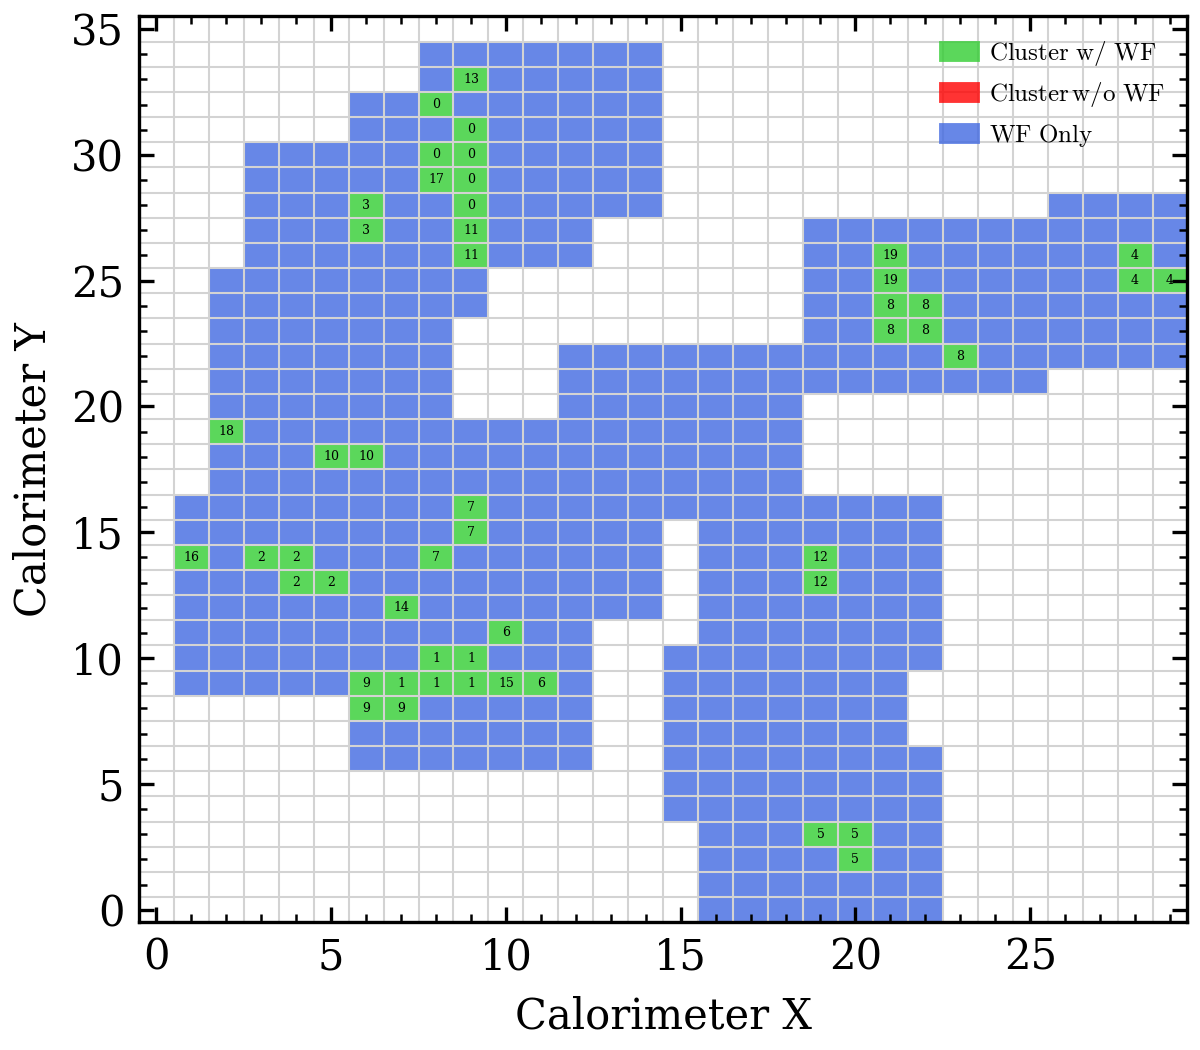 35
30
25
20
15
10
5
0
Calorimeter Y
Cluster w/ WF
Cluster w/o WF
WF Only
13
0
0
0 0
17 0
3 0
3 11
11 19 4
19 4 4
8 8
8 8
8
18
10 10
7
7
16 2 2 7 12
2 2 12
14
6
1 1
9 1 1 1 15 6
9 9
5 5
5
0 5 10 15 20 25
Calorimeter X